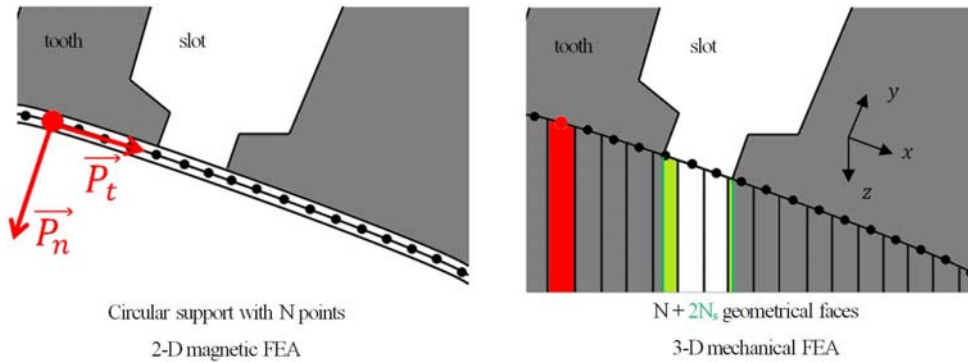 tooth
slot
P_t
P_n
Circular support with N points
2-D magnetic FEA
tooth
slot
y
x
z
N + 2N_s geometrical faces
3-D mechanical FEA